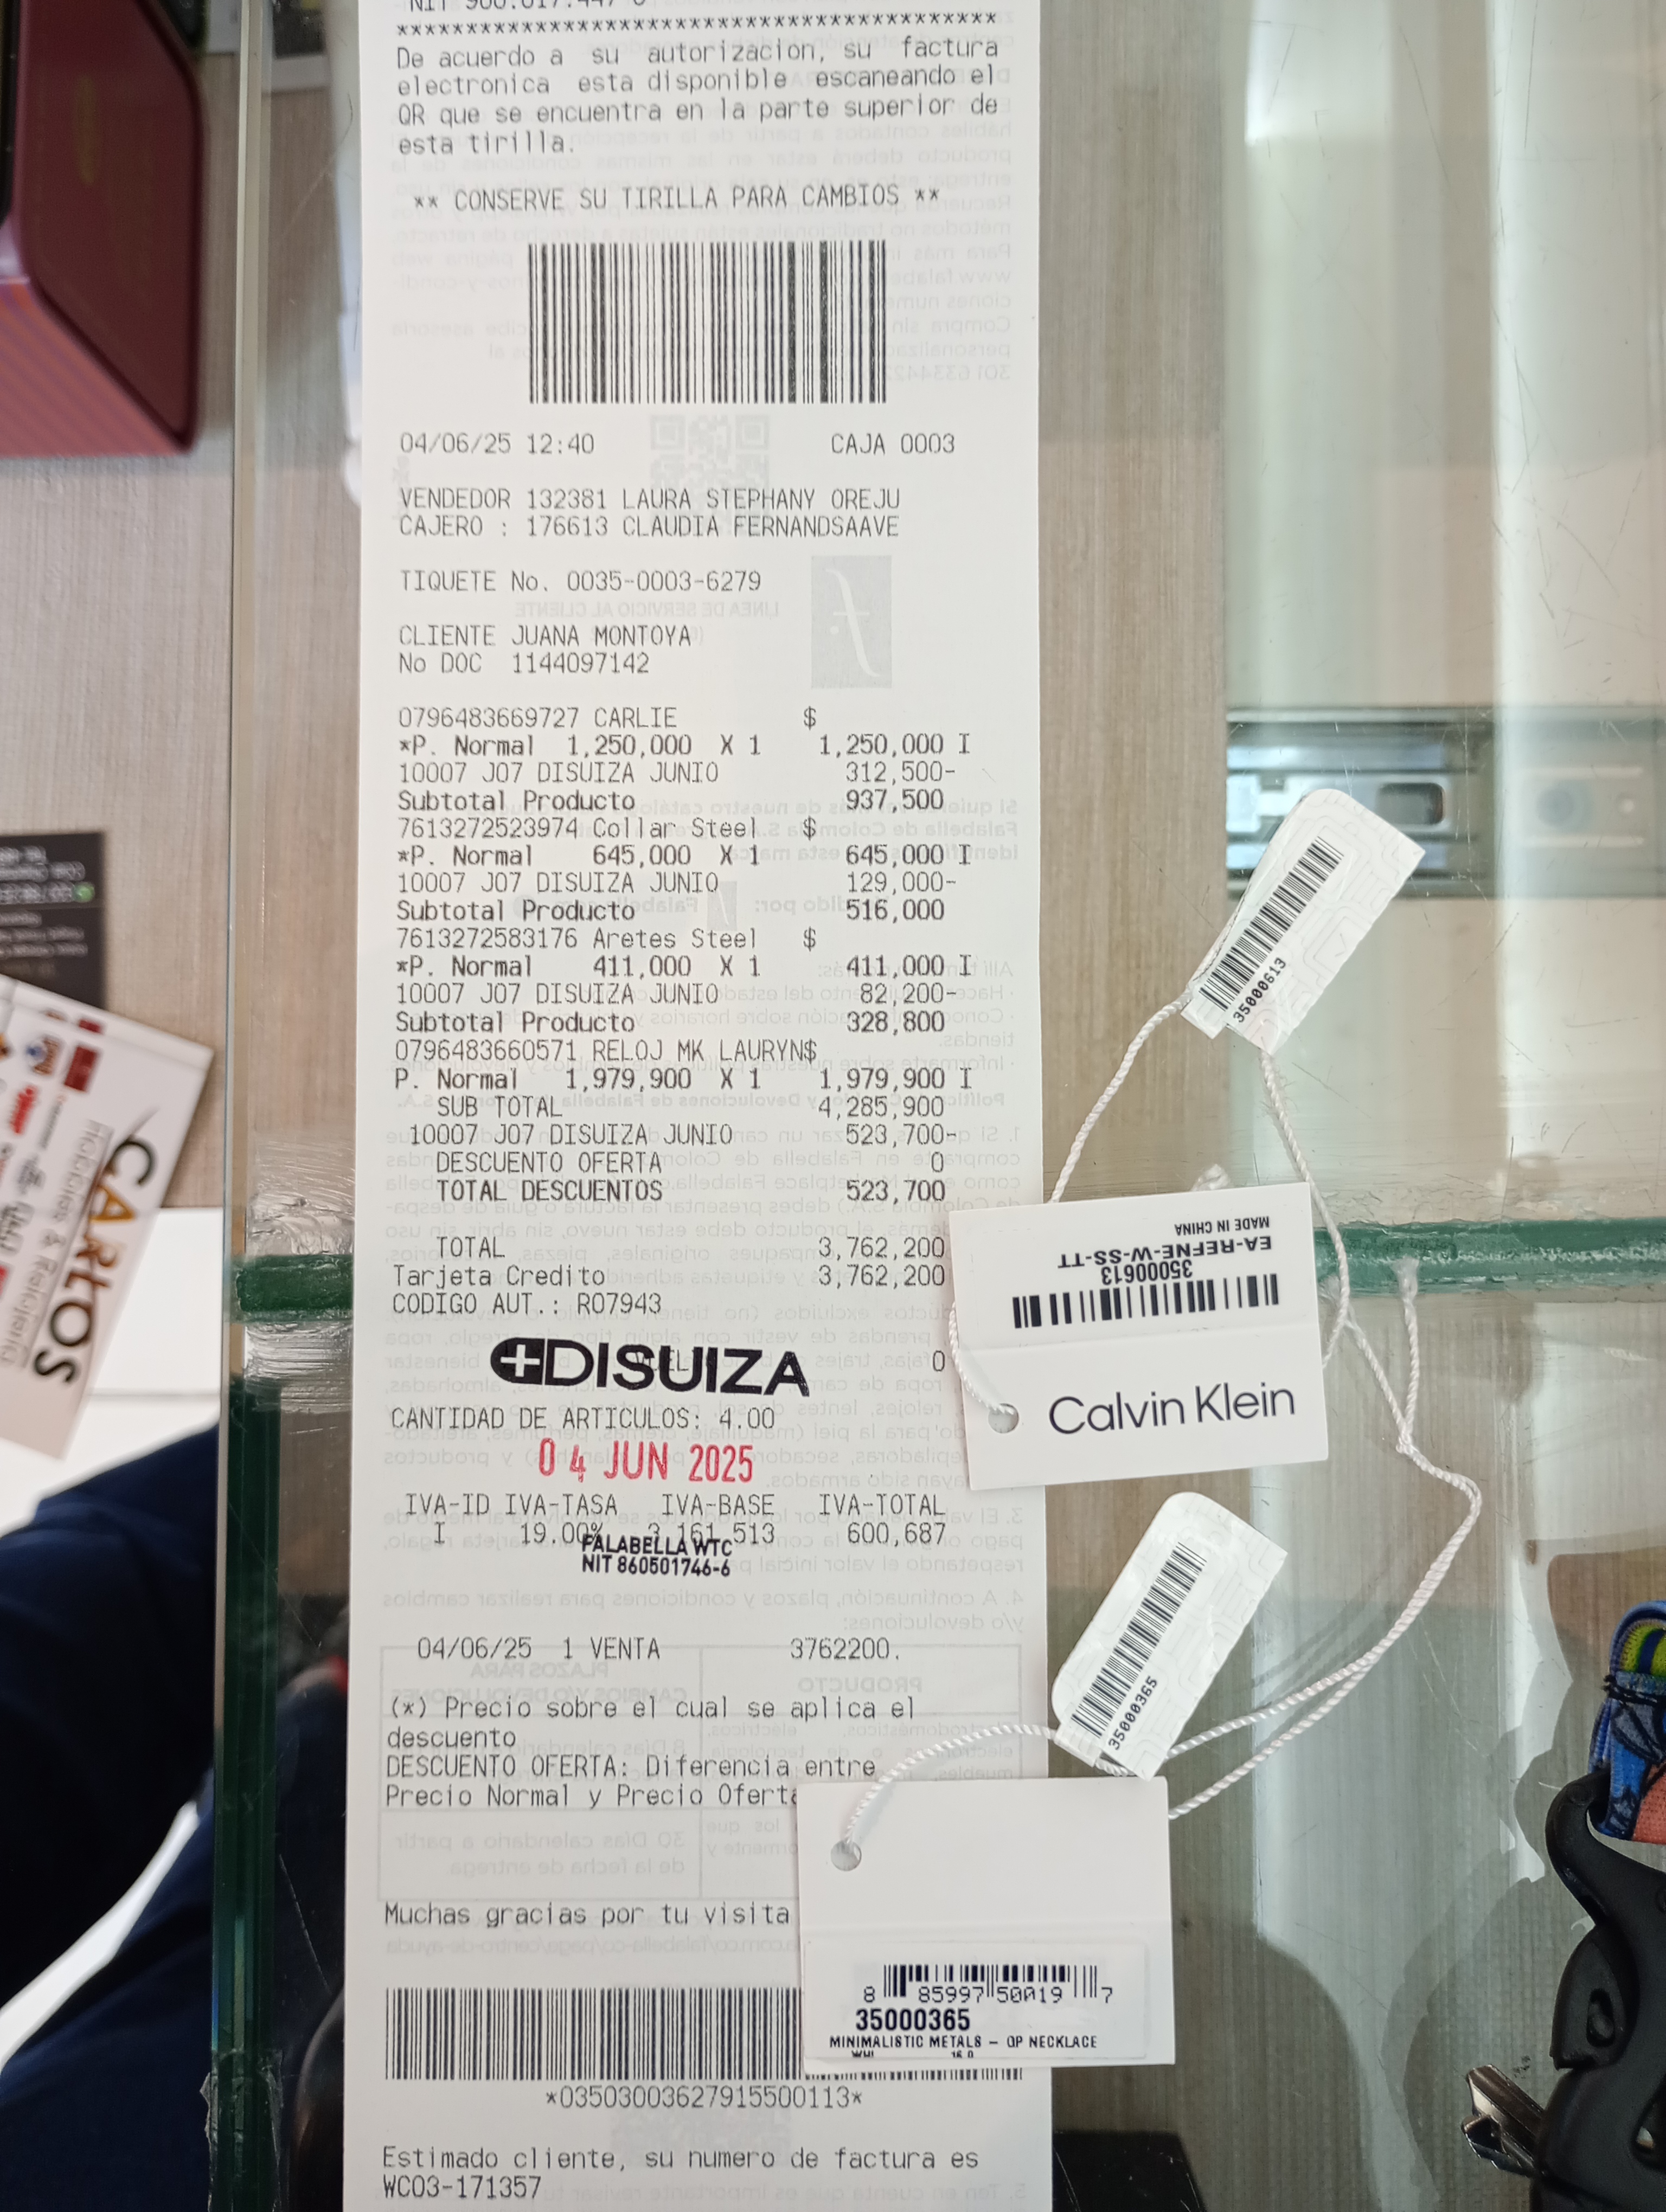 ******************************************
De acuerdo a su autorizacion, su factura
electronica esta disponible escaneando el
QR que se encuentra en la parte superior de
esta tirilla.
** CONSERVE SU TIRILLA PARA CAMBIOS **
04/06/25 12:40 CAJA 0003
VENDEDOR 132381 LAURA STEPHANY OREJU
CAJERO : 176613 CLAUDIA FERNANDSAAVE
TIQUETE No. 0035-0003-6279
CLIENTE JUANA MONTOYA
No DOC 1144097142
0796483669727 CARLIE $
*P. Normal 1,250,000 X 1 1,250,000 I
10007 J07 DISUIZA JUNIO 312,500-
Subtotal Producto 937,500
7613272523974 Collar Steel $
*P. Normal 645,000 X 1 645,000 I
10007 J07 DISUIZA JUNIO 129,000-
Subtotal Producto 516,000
7613272583176 Aretes Steel $
*P. Normal 411,000 X 1 411,000 I
10007 J07 DISUIZA JUNIO 82,200-
Subtotal Producto 328,800
0796483660571 RELOJ MK LAURYN$
P. Normal 1,979,900 X 1 1,979,900 I
SUB TOTAL 4,285,900
10007 J07 DISUIZA JUNIO 523,700-
DESCUENTO OFERTA 0
TOTAL DESCUENTOS 523,700
TOTAL 3,762,200
Tarjeta Credito 3,762,200
CODIGO AUT.: R07943
DISUIZA 0
CANTIDAD DE ARTICULOS: 4.00
04 JUN 2025
IVA-ID IVA-TASA IVA-BASE IVA-TOTAL
I 19.00% 3,161,513 600,687
FALABELLA WTC
NIT 860501746-6
04/06/25 1 VENTA 3762200.
(*) Precio sobre el cual se aplica el
descuento
DESCUENTO OFERTA: Diferencia entre
Precio Normal y Precio Oferta
Muchas gracias por tu visita
*03503003627915500113*
Estimado cliente, su numero de factura es
WC03-171357
35000613
MADE IN CHINA
EA-REFNE-W-SS-TT
35000613
Calvin Klein
35000365
8 85997 50019 7
35000365
MINIMALISTIC METALS - OP NECKLACE
CARLOS